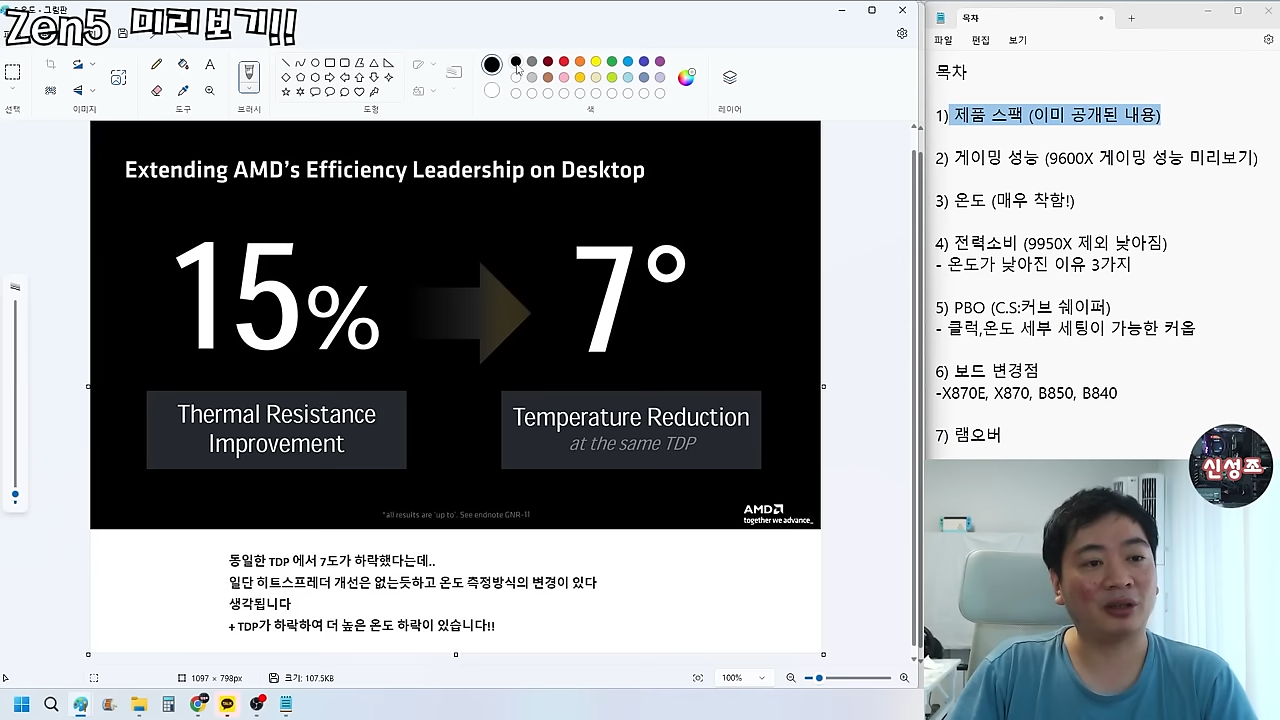 Zen5 미리보기!!
그림판
선택
이미지
도구
브러시
도형
색
레이어
Extending AMD's Efficiency Leadership on Desktop
15%
7°
Thermal Resistance
Improvement
Temperature Reduction
at the same TDP
*all results are 'up to'. See endnote GNR-11
AMD
together we advance_
동일한 TDP 에서 7도가 하락했다는데..
일단 히트스프레더 개선은 없는듯하고 온도 측정방식의 변경이 있다
생각됩니다
+ TDP가 하락하여 더 높은 온도 하락이 있습니다!!
1097 × 798px
크기: 107.5KB
100%
목차
파일
편집
보기
목차
1) 제품 스팩 (이미 공개된 내용)
2) 게이밍 성능 (9600X 게이밍 성능 미리보기)
3) 온도 (매우 착함!)
4) 전력소비 (9950X 제외 낮아짐)
- 온도가 낮아진 이유 3가지
5) PBO (C.S:커브 쉐이퍼)
- 클럭,온도 세부 세팅이 가능한 커옵
6) 보드 변경점
-X870E, X870, B850, B840
7) 램오버
신성조